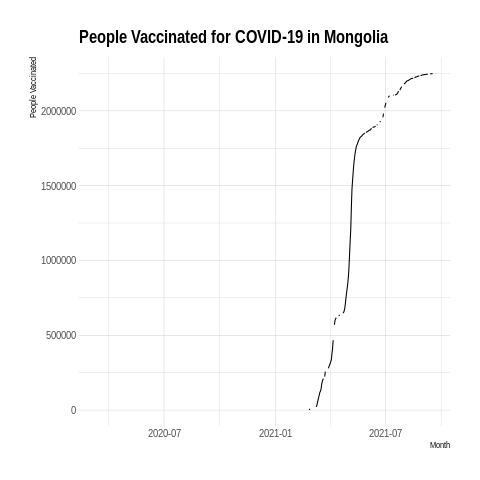 People Vaccinated for COVID-19 in Mongolia
People Vaccinated
2000000
1500000
1000000
500000
0
2020-07 2021-01 2021-07
Month